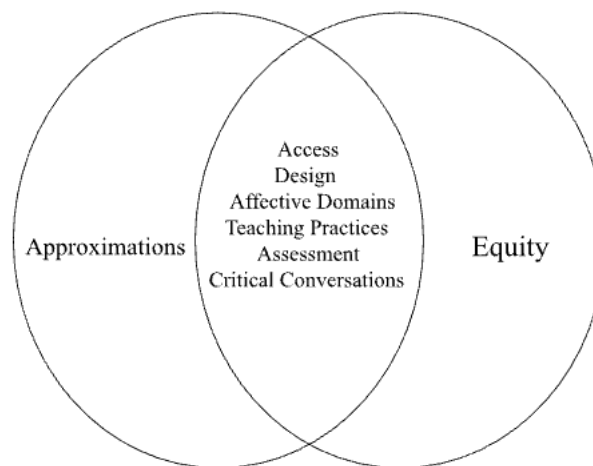 Access
Design
Affective Domains
Teaching Practices
Assessment
Critical Conversations
Approximations
Equity